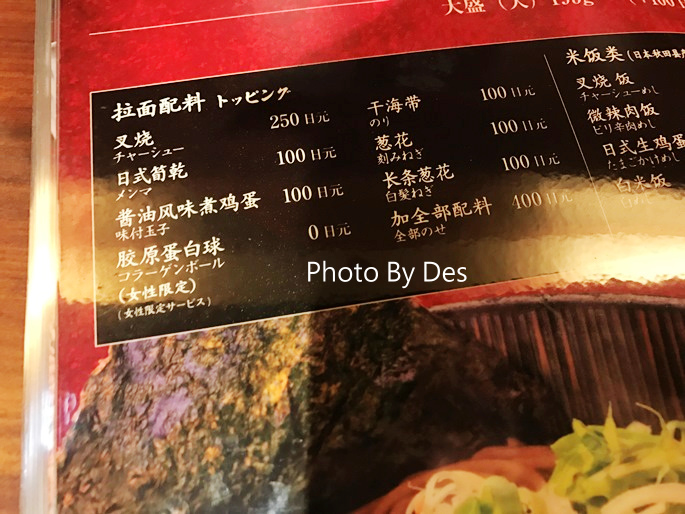 大盛（大）150g
拉面配料 トッピング
叉烧 250日元
チャーシュー
日式筍乾 100日元
メンマ
酱油风味煮鸡蛋 100日元
味付玉子
胶原蛋白球 0日元
コラーゲンボール
（女性限定）
（女性限定サービス）
干海带 100日元
のり
葱花 100日元
刻みねぎ
长条葱花 100日元
白髪ねぎ
加全部配料 400日元
全部のせ
米饭类（日本秋田县
叉烧 饭
チャーシューめし
微辣肉饭
ピリ辛肉めし
日式生鸡蛋
たまごかけめし
白米饭
Photo By Des